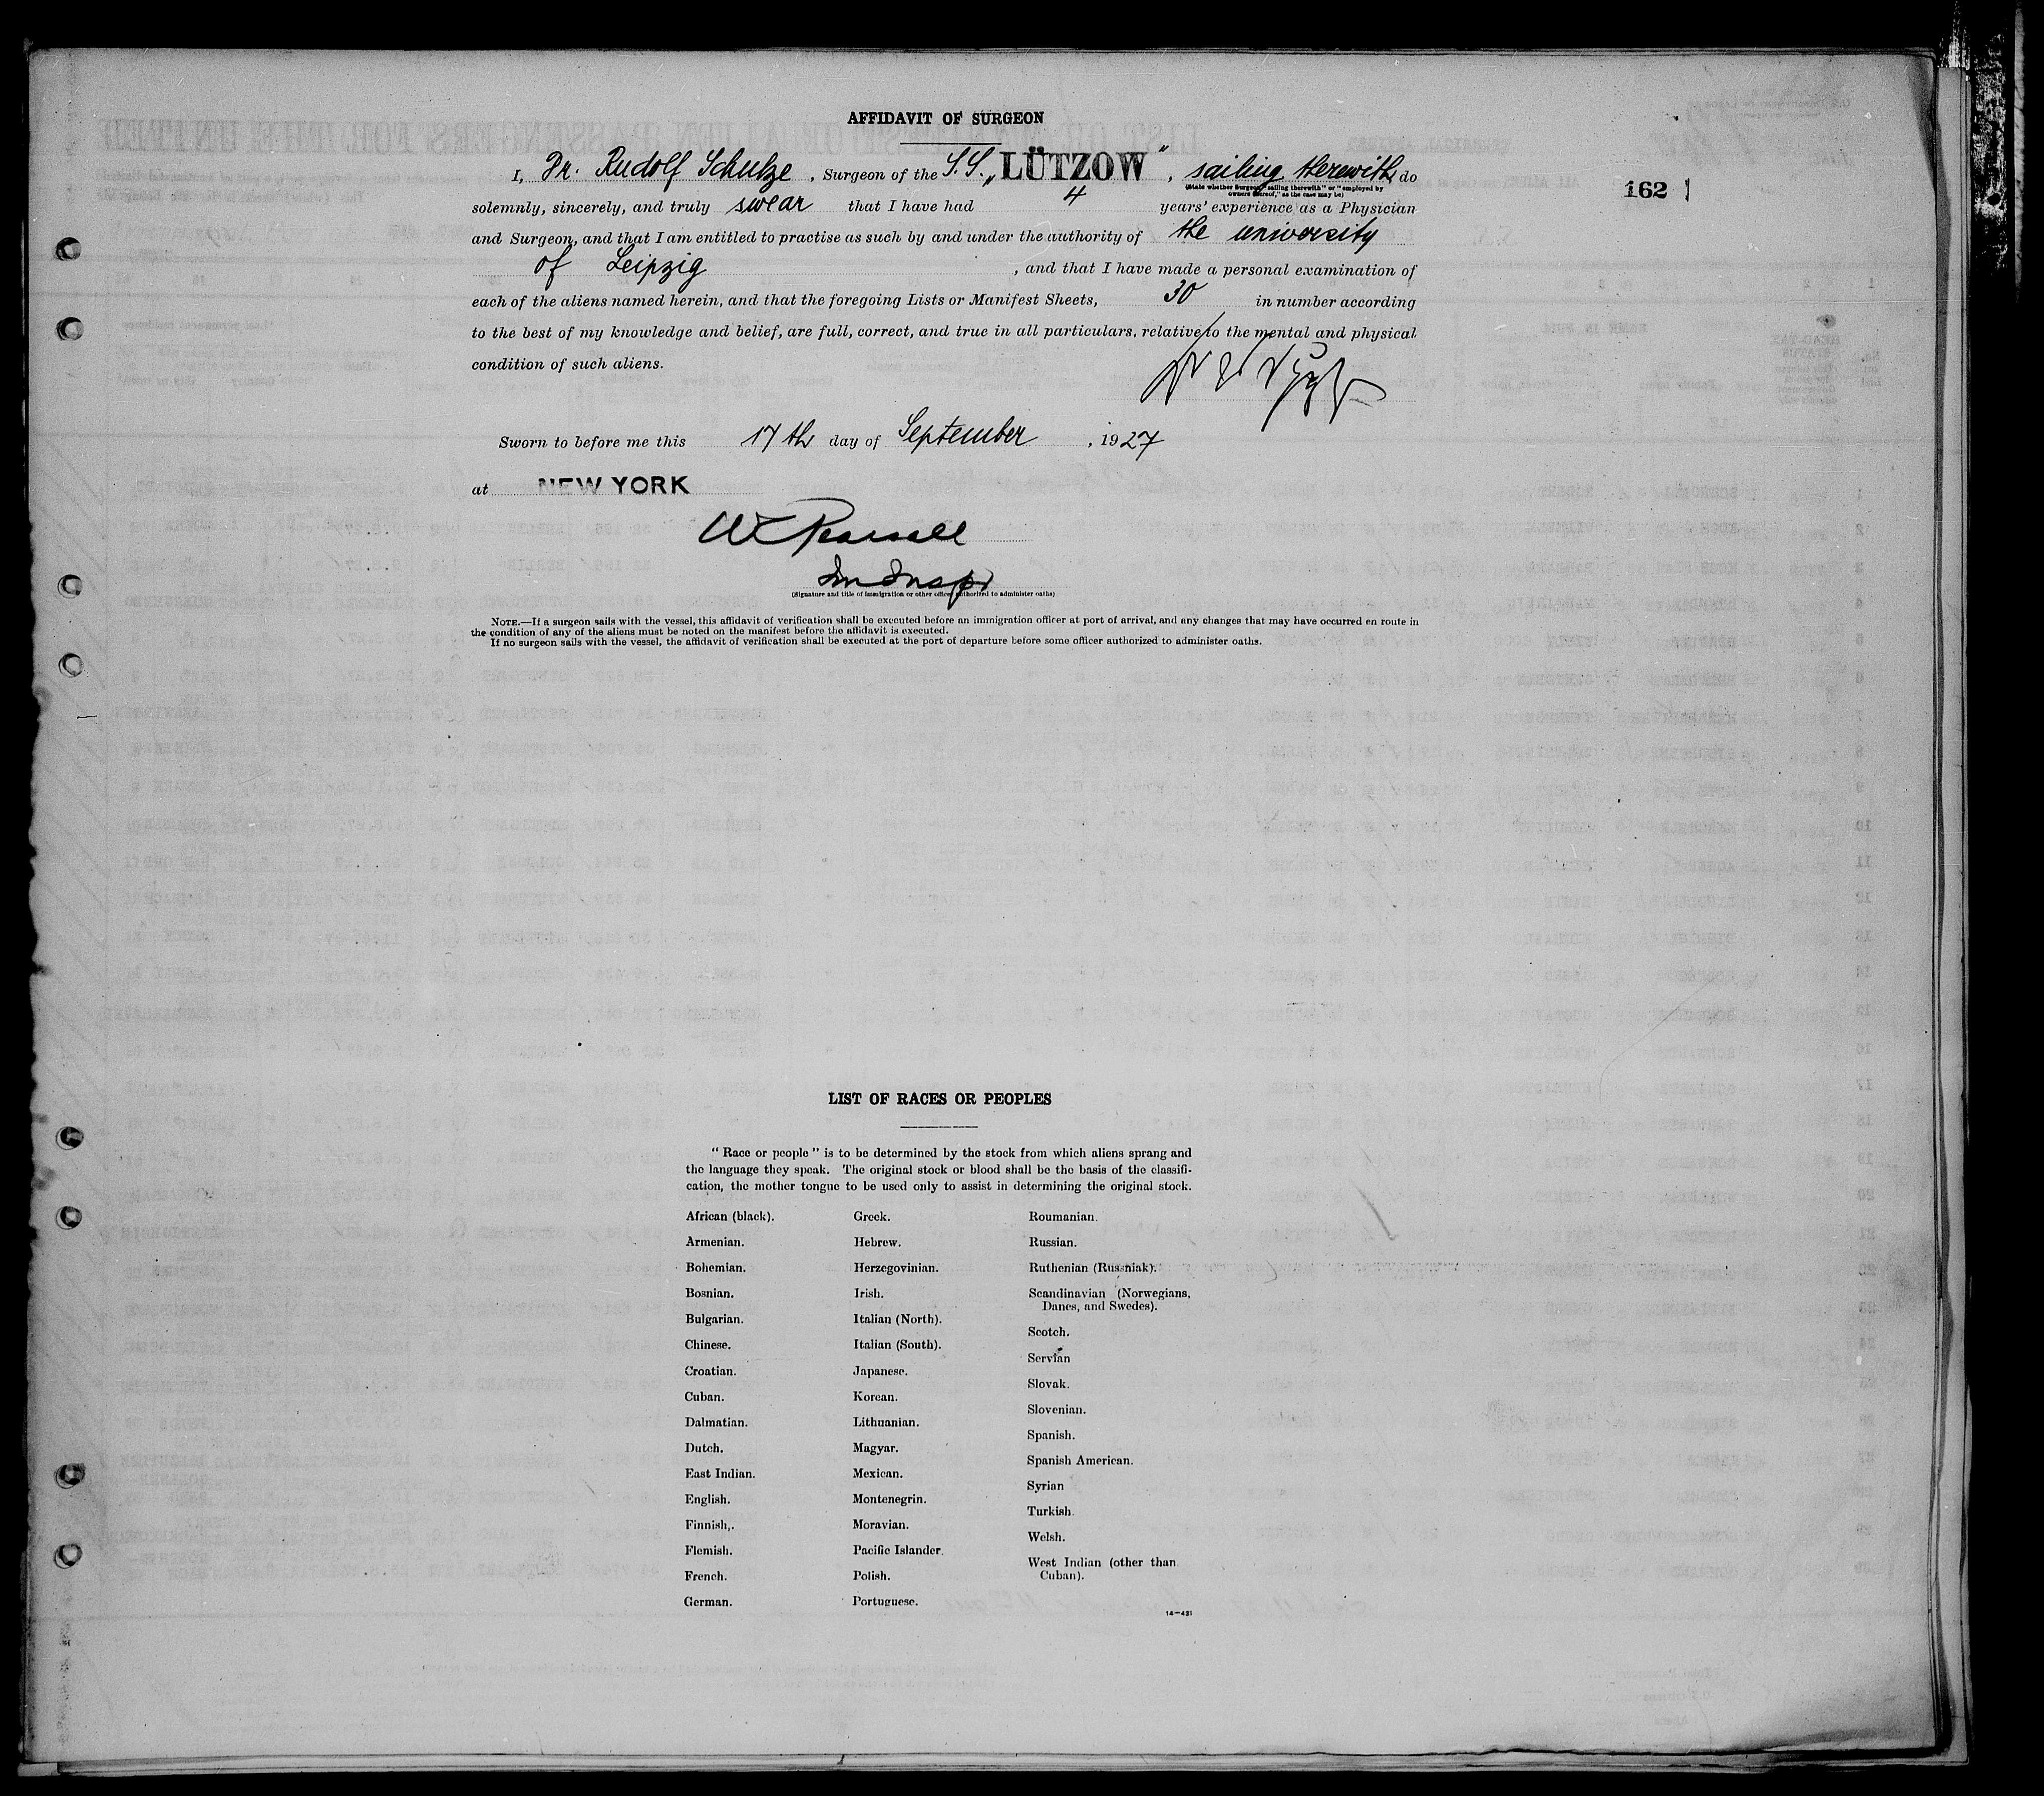 AFFIDAVIT OF SURGEON
I, Dr. Rudolf Schulze, Surgeon of the S.S. „LÜTZOW“, sailing therewith, do
(State whether Surgeon "sailing therewith" or "employed by
owners thereof," as the case may be)
162
solemnly, sincerely, and truly swear that I have had 4 years' experience as a Physician
and Surgeon, and that I am entitled to practise as such by and under the authority of the university
of Leipzig, and that I have made a personal examination of
each of the aliens named herein, and that the foregoing Lists or Manifest Sheets, 30 in number according
to the best of my knowledge and belief, are full, correct, and true in all particulars, relative to the mental and physical
condition of such aliens.
Sworn to before me this 17th day of September, 1927
at NEW YORK
W Pearsall
Im Inspr
(Signature and title of immigration or other officer authorized to administer oaths)
NOTE.—If a surgeon sails with the vessel, this affidavit of verification shall be executed before an immigration officer at port of arrival, and any changes that may have occurred en route in
the condition of any of the aliens must be noted on the manifest before the affidavit is executed.
If no surgeon sails with the vessel, the affidavit of verification shall be executed at the port of departure before some officer authorized to administer oaths.
LIST OF RACES OR PEOPLES
"Race or people" is to be determined by the stock from which aliens sprang and
the language they speak. The original stock or blood shall be the basis of the classifi-
cation, the mother tongue to be used only to assist in determining the original stock.
African (black).
Armenian.
Bohemian.
Bosnian.
Bulgarian.
Chinese.
Croatian.
Cuban.
Dalmatian.
Dutch.
East Indian.
English.
Finnish.
Flemish.
French.
German.
Greek.
Hebrew.
Herzegovinian.
Irish.
Italian (North).
Italian (South).
Japanese.
Korean.
Lithuanian.
Magyar.
Mexican.
Montenegrin.
Moravian.
Pacific Islander.
Polish.
Portuguese.
Roumanian.
Russian.
Ruthenian (Russniak).
Scandinavian (Norwegians,
Danes, and Swedes).
Scotch.
Servian
Slovak.
Slovenian.
Spanish.
Spanish American.
Syrian
Turkish.
Welsh.
West Indian (other than
Cuban).
14—431